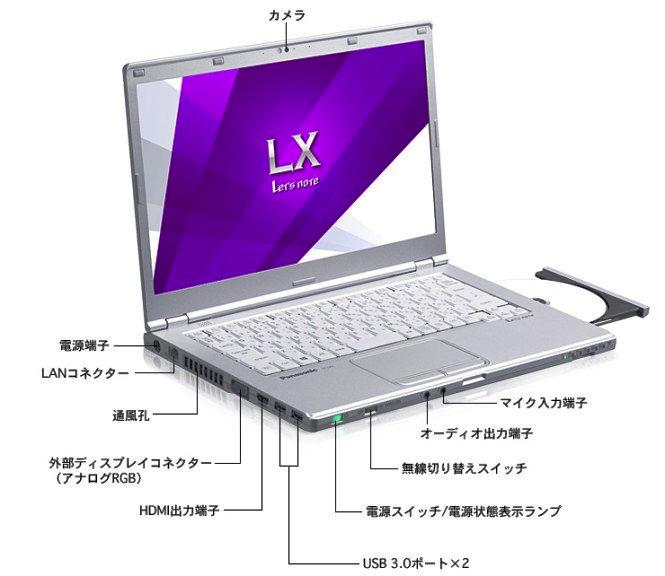 カメラ
LX
Let's note
Panasonic
電源端子
LANコネクター
通風孔
外部ディスプレイコネクター
（アナログRGB）
HDMI出力端子
USB 3.0ポート×2
電源スイッチ/電源状態表示ランプ
無線切り替えスイッチ
オーディオ出力端子
マイク入力端子